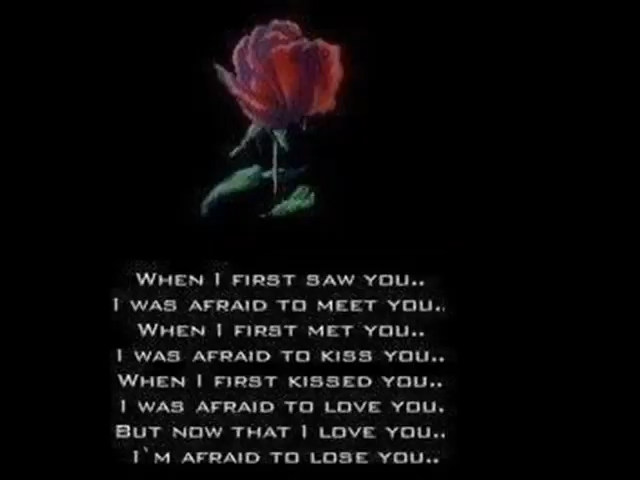 When I first saw you..
I was afraid to meet you..
When I first met you..
I was afraid to kiss you..
When I first kissed you..
I was afraid to love you.
But now that I love you..
I`m afraid to lose you..